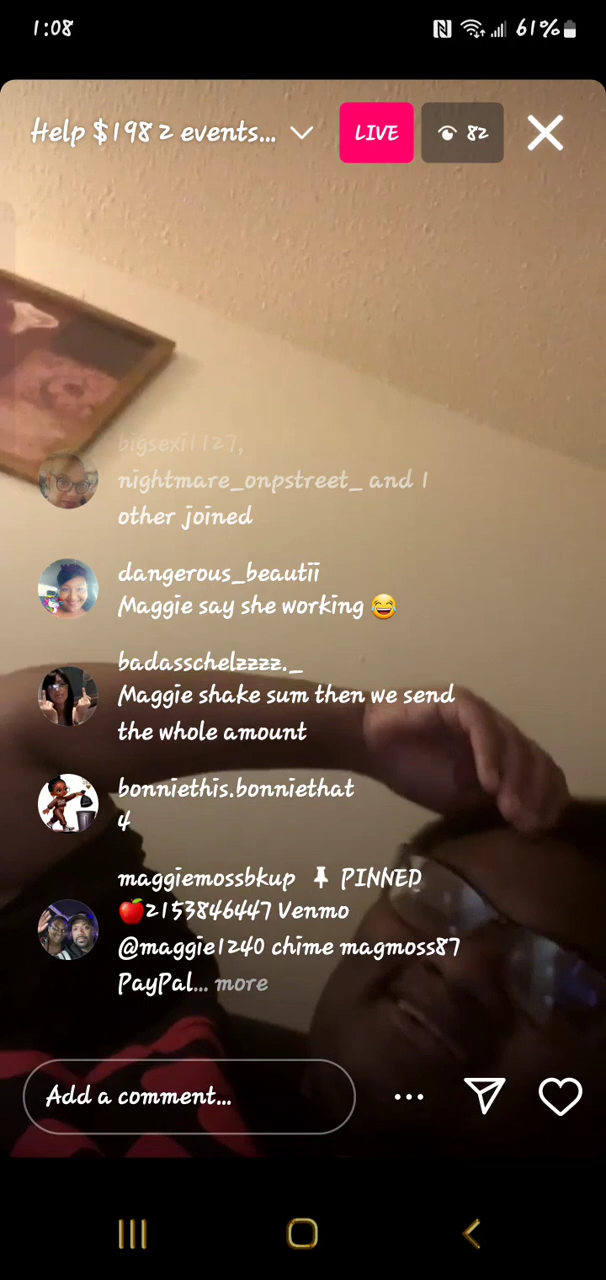 1:08 61%
Help $198 2 events... LIVE 82
bigsexi1127,
nightmare_onpstreet_ and 1
other joined
dangerous_beautii
Maggie say she working 😂
badasschelzzzz._
Maggie shake sum then we send
the whole amount
bonniethis.bonniethat
4
maggiemossbkup 📌 PINNED
🍎2153846447 Venmo
@maggie1240 chime magmoss87
PayPal... more
Add a comment...